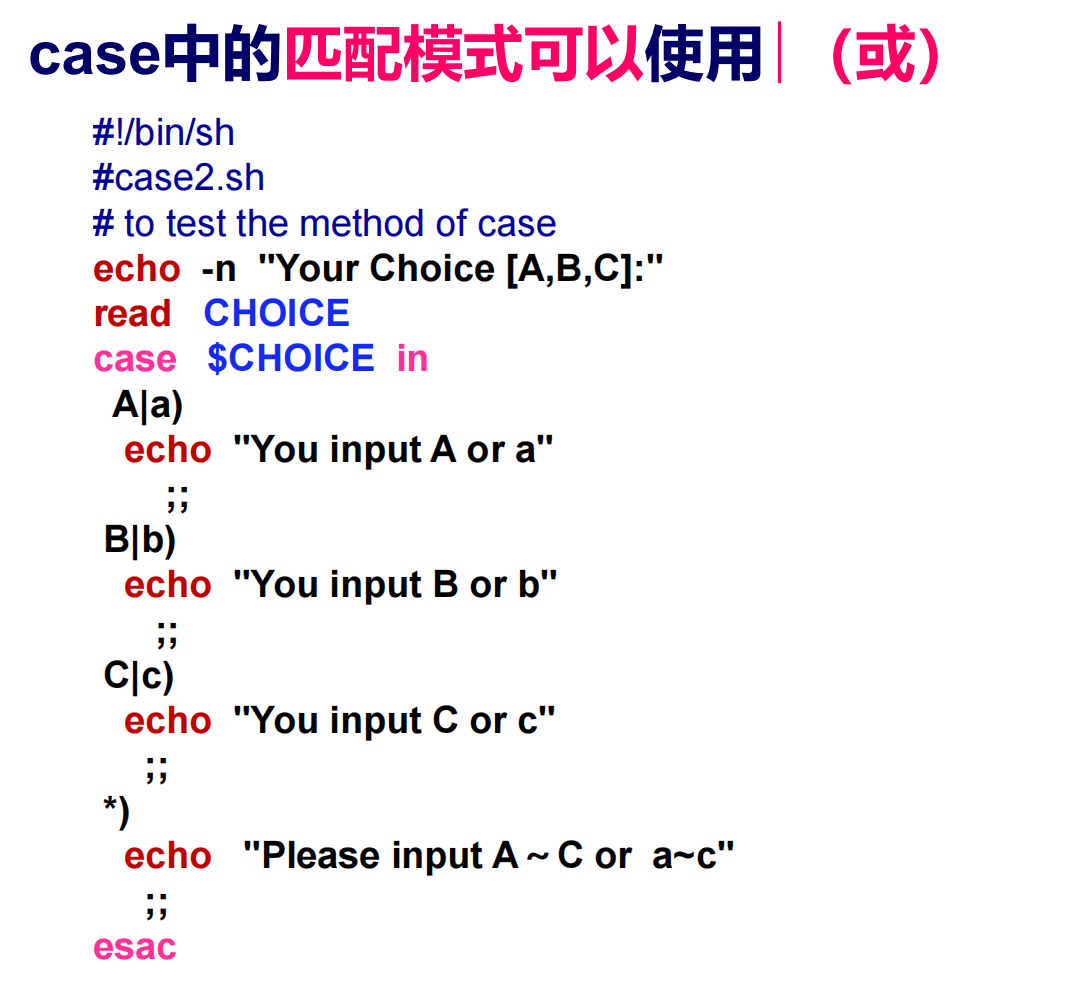 case中的匹配模式可以使用|（或）
#!/bin/sh
#case2.sh
# to test the method of case
echo -n "Your Choice [A,B,C]:"
read CHOICE
case $CHOICE in
A|a)
echo "You input A or a"
;;
B|b)
echo "You input B or b"
;;
C|c)
echo "You input C or c"
;;
*)
echo "Please input A～C or a~c"
;;
esac